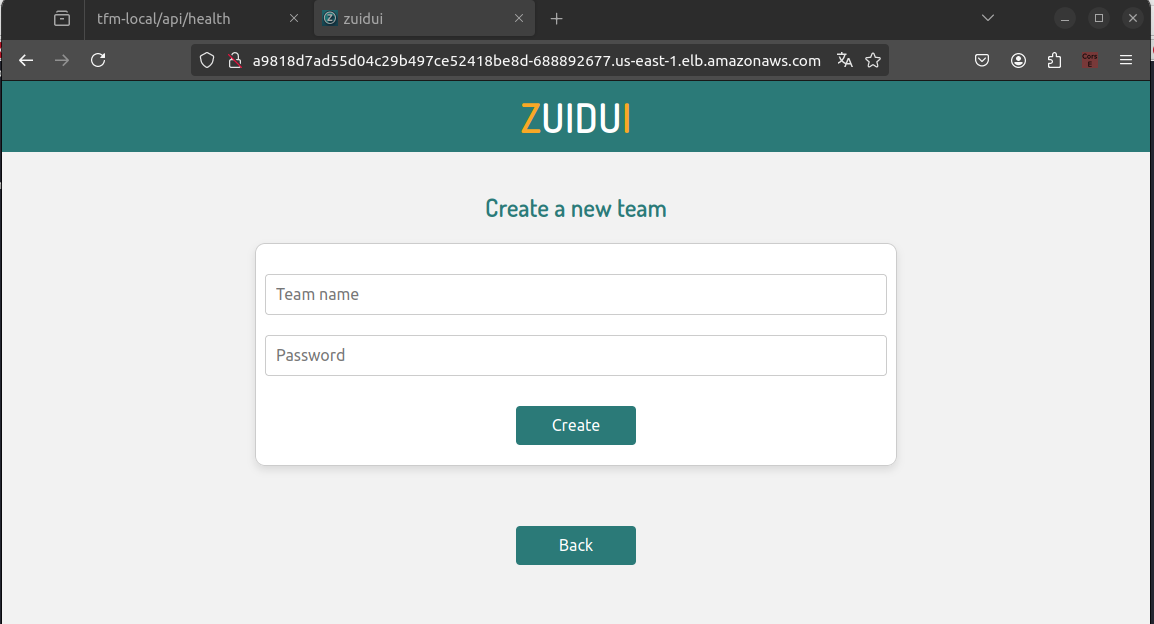 tfm-local/api/health
zuidui
a9818d7ad55d04c29b497ce52418be8d-688892677.us-east-1.elb.amazonaws.com
Cors
E
ZUIDUI
Create a new team
Team name
Password
Create
Back